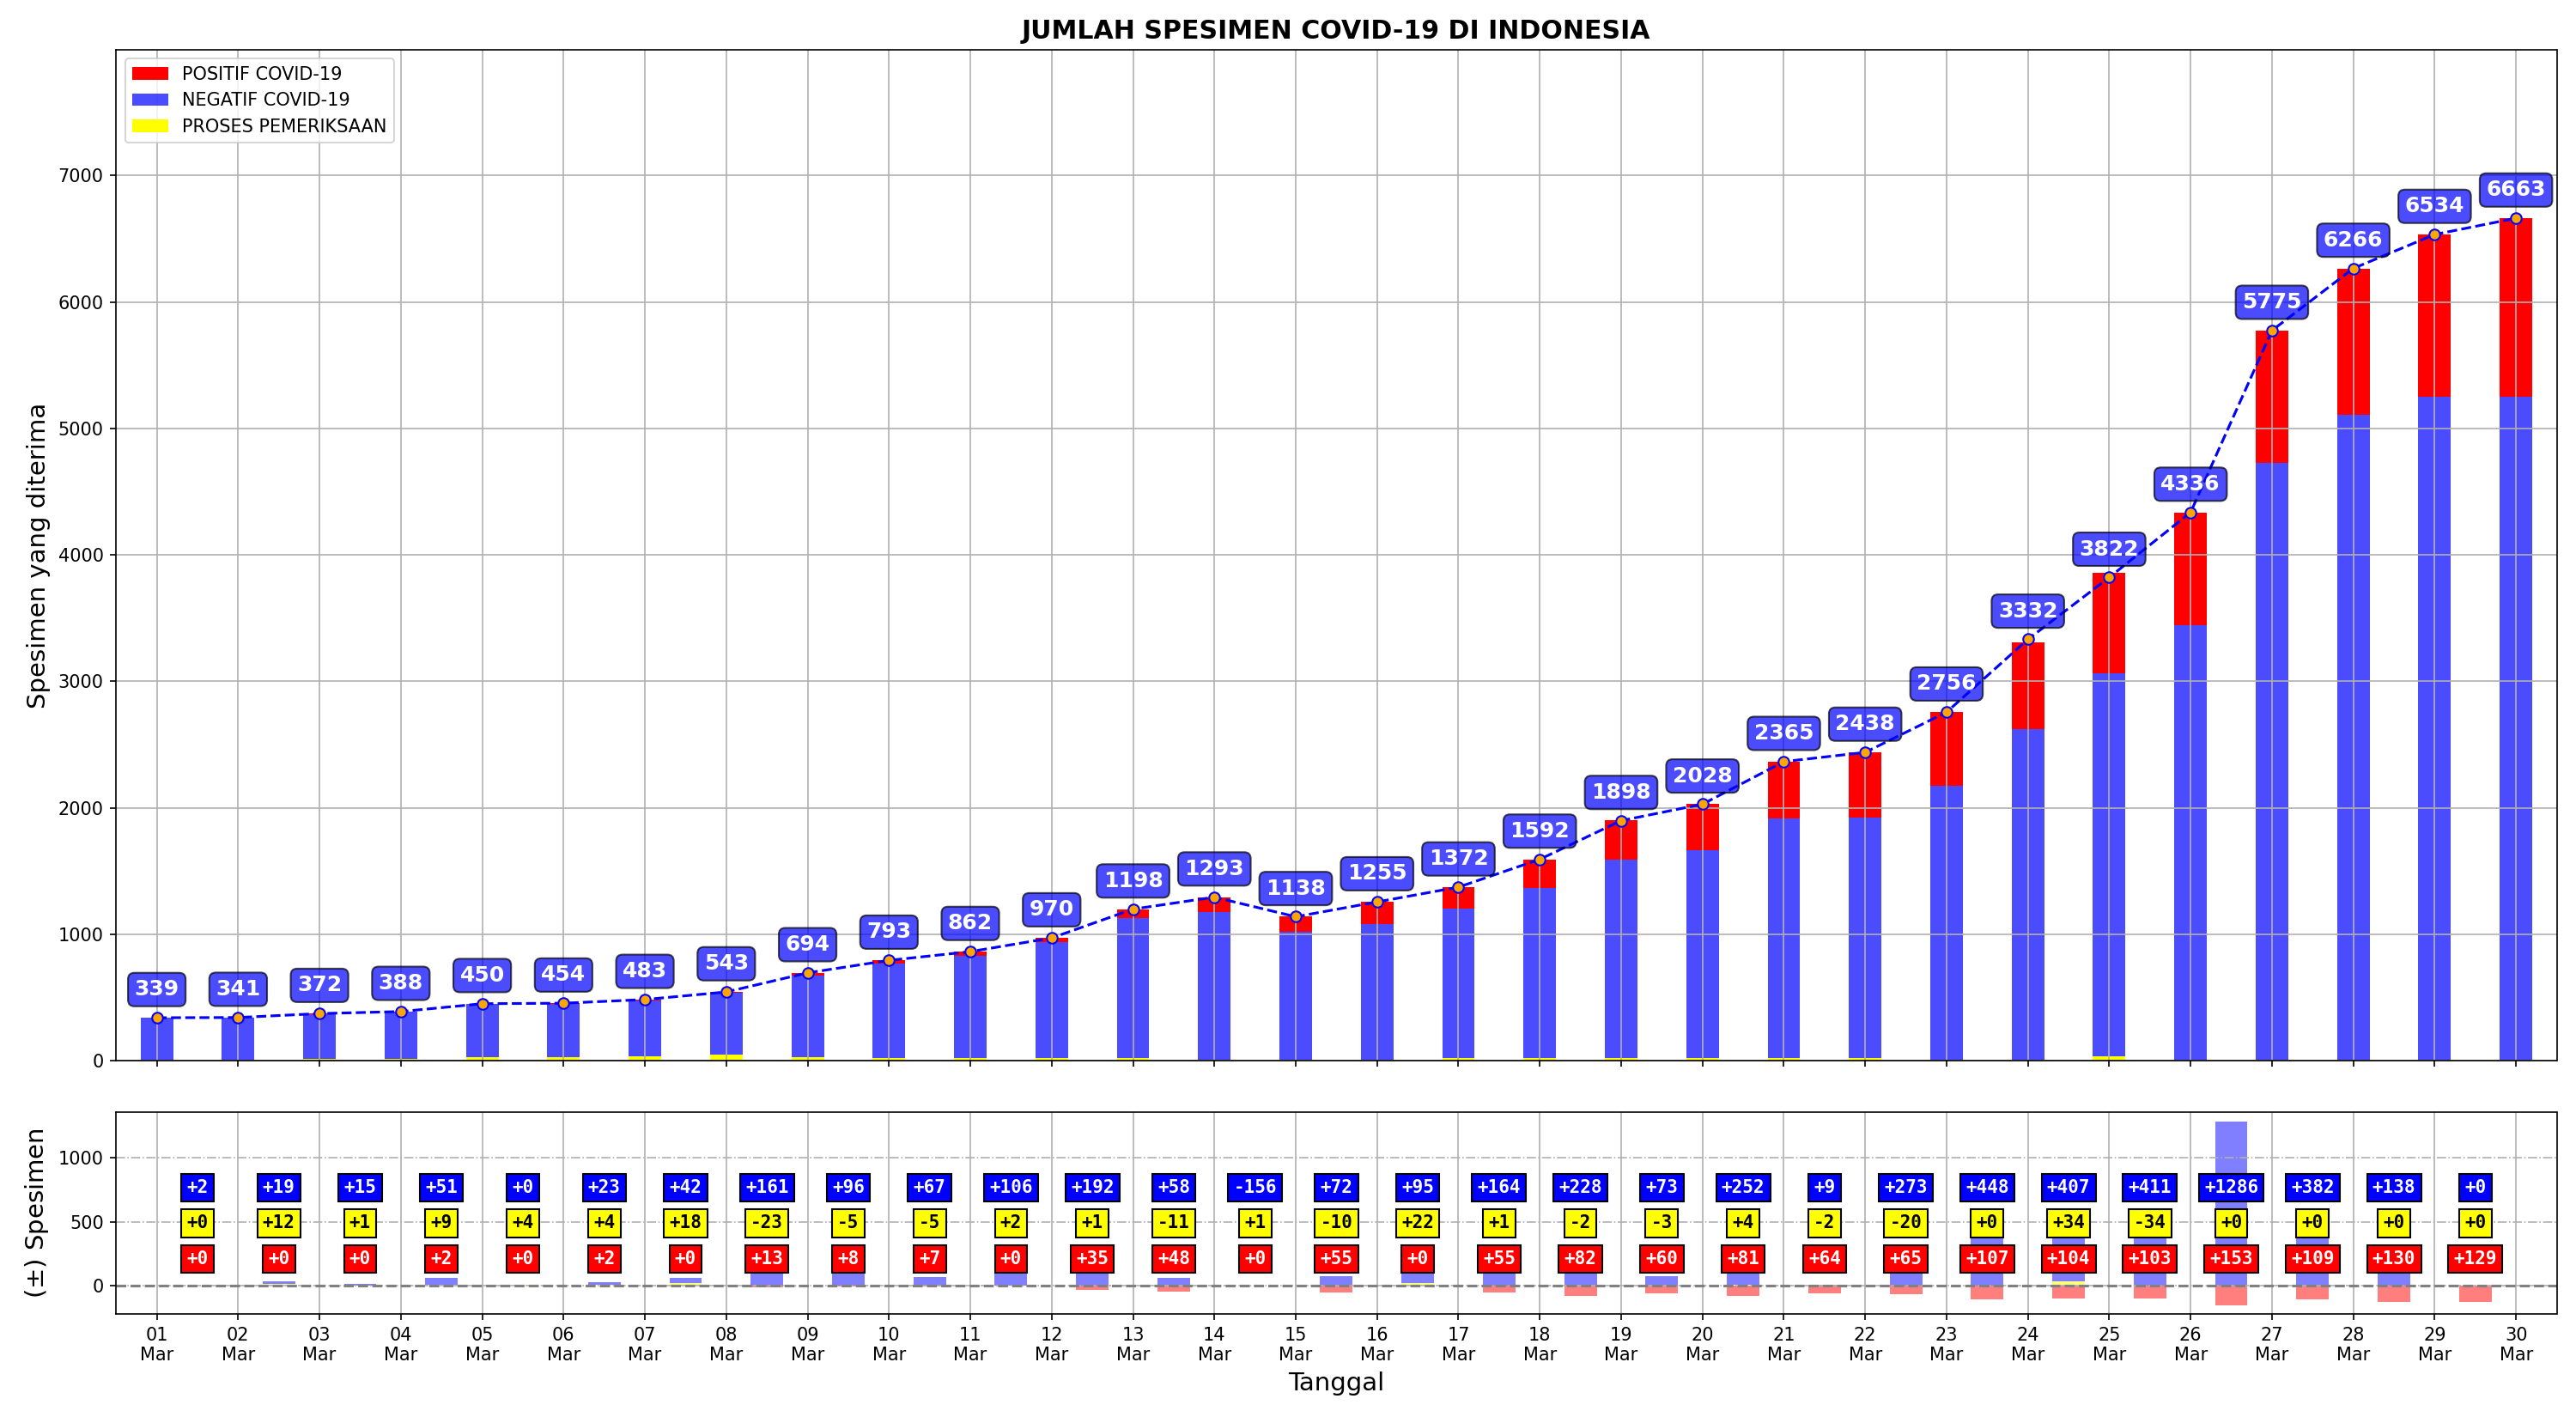 JUMLAH SPESIMEN COVID-19 DI INDONESIA
POSITIF COVID-19
NEGATIF COVID-19
PROSES PEMERIKSAAN
Spesimen yang diterima
7000
6000
5000
4000
3000
2000
1000
0
339 341 372 388 450 454 483 543 694 793 862 970 1198 1293 1138 1255 1372 1592 1898 2028 2365 2438 2756 3332 3822 4336 5775 6266 6534 6663
(±) Spesimen
1000
500
0
+2 +19 +15 +51 +0 +23 +42 +161 +96 +67 +106 +192 +58 -156 +72 +95 +164 +228 +73 +252 +9 +273 +448 +407 +411 +1286 +382 +138 +0
+0 +12 +1 +9 +4 +4 +18 -23 -5 -5 +2 +1 -11 +1 -10 +22 +1 -2 -3 +4 -2 -20 +0 +34 -34 +0 +0 +0 +0
+0 +0 +0 +2 +0 +2 +0 +13 +8 +7 +0 +35 +48 +0 +55 +0 +55 +82 +60 +81 +64 +65 +107 +104 +103 +153 +109 +130 +129
01 02 03 04 05 06 07 08 09 10 11 12 13 14 15 16 17 18 19 20 21 22 23 24 25 26 27 28 29 30
Mar Mar Mar Mar Mar Mar Mar Mar Mar Mar Mar Mar Mar Mar Mar Mar Mar Mar Mar Mar Mar Mar Mar Mar Mar Mar Mar Mar Mar Mar
Tanggal